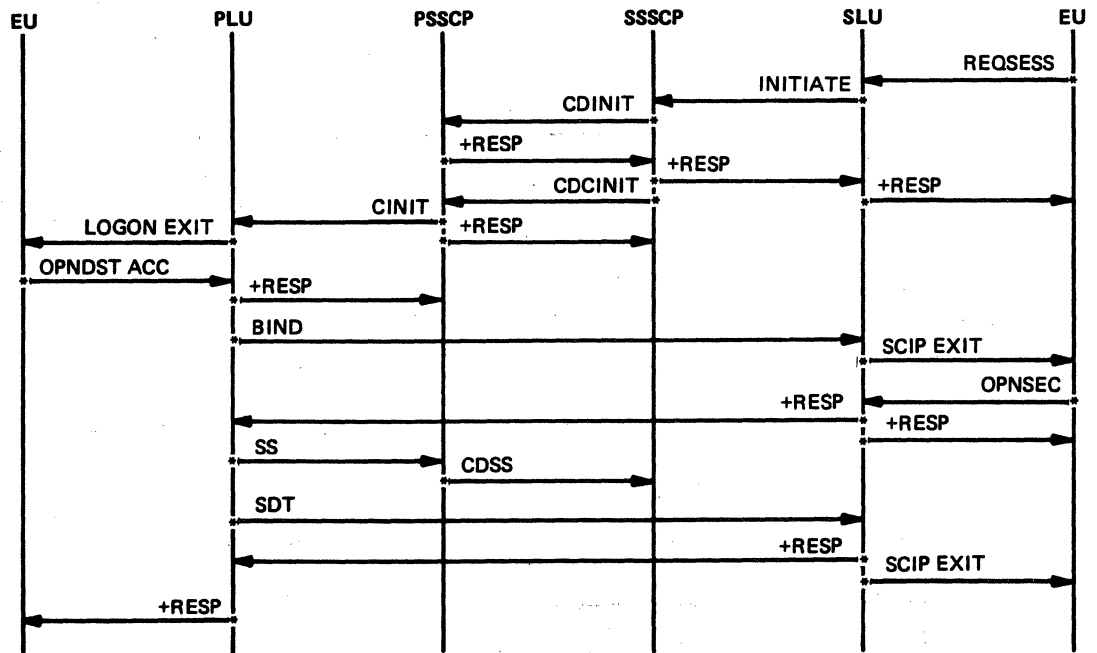 EU PLU PSSCP SSSCP SLU EU
REQSESS
INITIATE
CDINIT
+RESP
+RESP
CDCINIT
+RESP
CINIT
+RESP
LOGON EXIT
OPNDST ACC
+RESP
BIND
SCIP EXIT
OPNSEC
+RESP
+RESP
SS
CDSS
SDT
+RESP
SCIP EXIT
+RESP